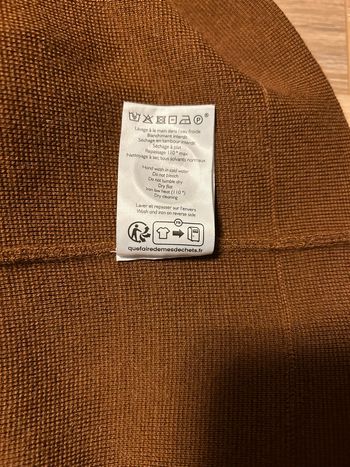 Lavage à la main dans l'eau froide
Blanchiment interdit
Séchage en tambour interdit
Séchage à plat
Repassage 110° max
Nettoyage à sec tous solvants normaux
Hand wash in cold water
Do not bleach
Do not tumble dry
Dry flat
Iron low heat (110°)
Dry cleaning
Laver et repasser sur l'envers
Wash and iron on reverse side
FR
quefairedemesdechets.fr